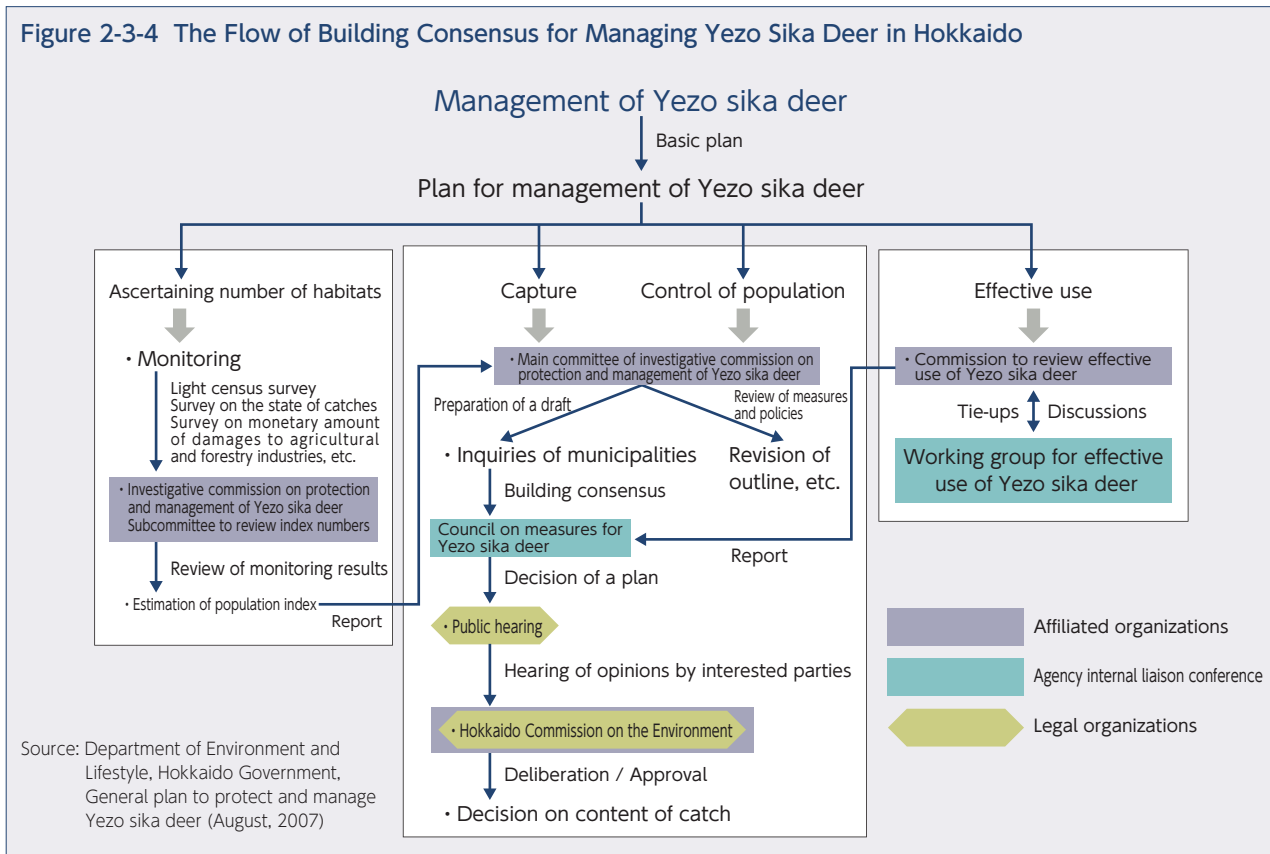 Figure 2-3-4 The Flow of Building Consensus for Managing Yezo Sika Deer in Hokkaido
Management of Yezo sika deer
Basic plan
Plan for management of Yezo sika deer
Ascertaining number of habitats
・Monitoring
Light census survey
Survey on the state of catches
Survey on monetary amount
of damages to agricultural
and forestry industries, etc.
・Investigative commission on protection
and management of Yezo sika deer
Subcommittee to review index numbers
Review of monitoring results
・Estimation of population index
Report
Capture
Control of population
・Main committee of investigative commission on
protection and management of Yezo sika deer
Preparation of a draft
Review of measures
and policies
・Inquiries of municipalities
Revision of
outline, etc.
Building consensus
Council on measures for
Yezo sika deer
Report
Decision of a plan
・Public hearing
Hearing of opinions by interested parties
・Hokkaido Commission on the Environment
Deliberation / Approval
・Decision on content of catch
Effective use
・Commission to review effective
use of Yezo sika deer
Tie-ups
Discussions
Working group for effective
use of Yezo sika deer
Affiliated organizations
Agency internal liaison conference
Legal organizations
Source: Department of Environment and
Lifestyle, Hokkaido Government,
General plan to protect and manage
Yezo sika deer (August, 2007)